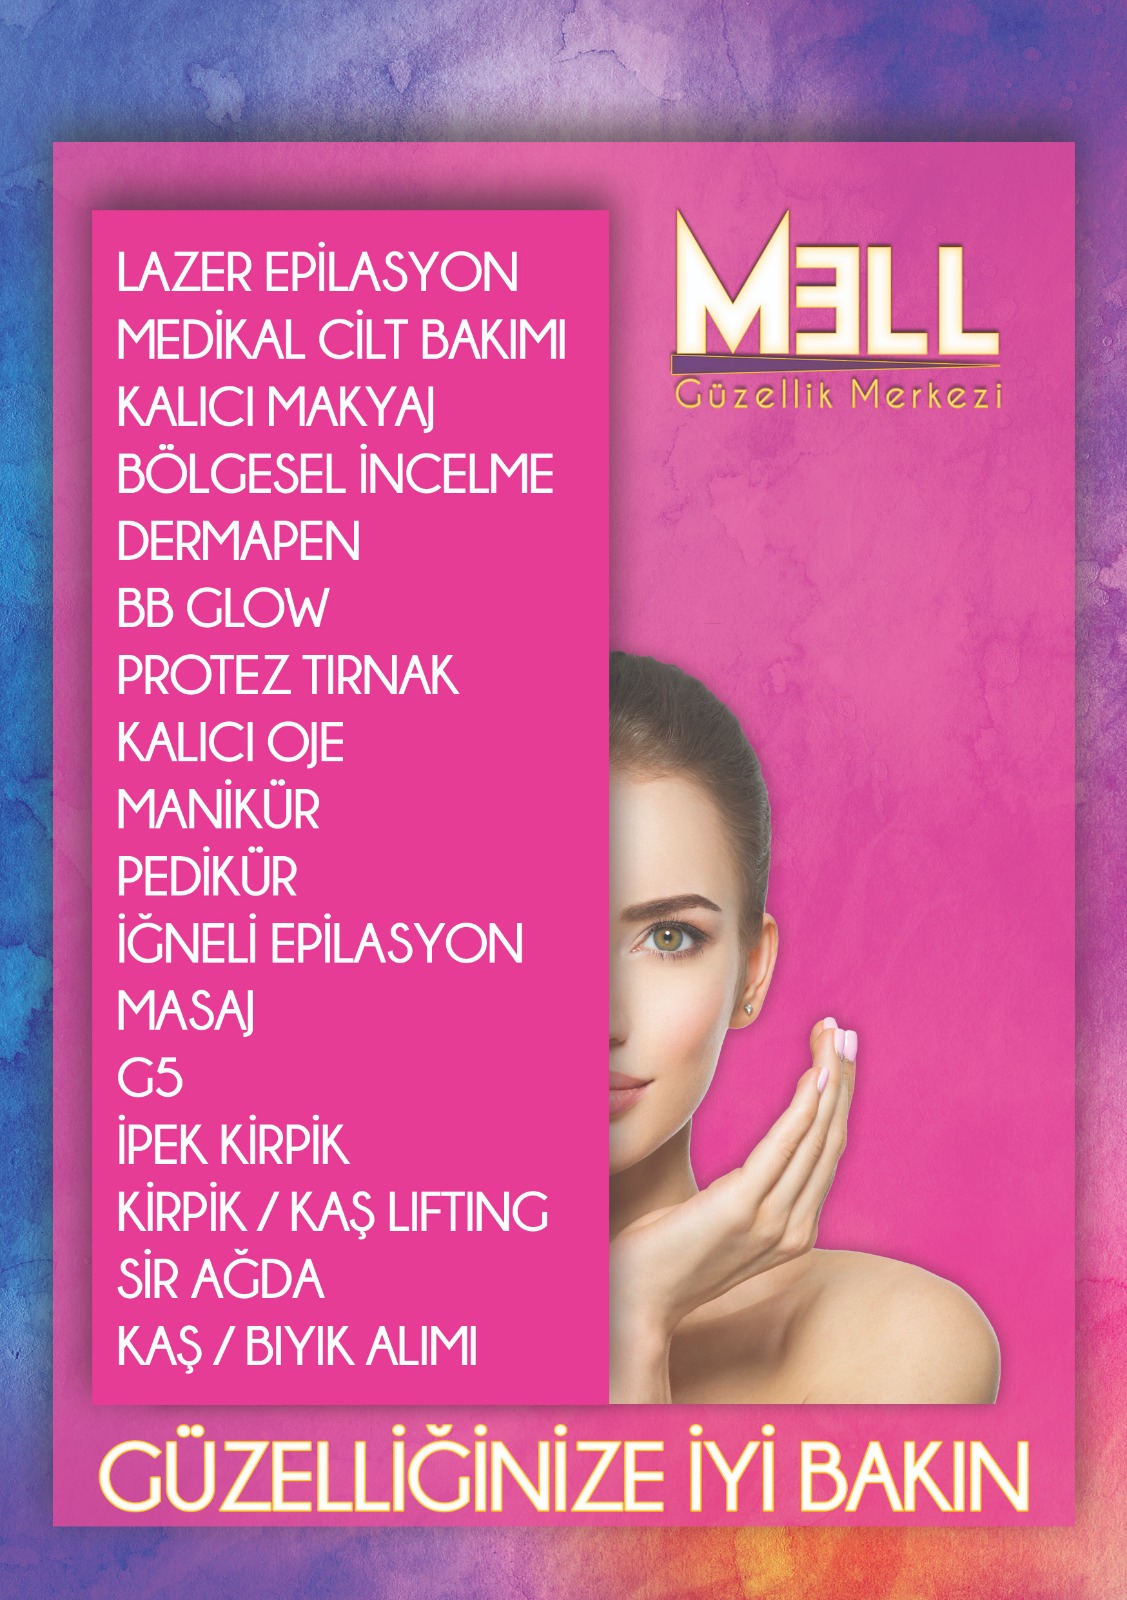 LAZER EPİLASYON
MEDİKAL CİLT BAKIMI
KALICI MAKYAJ
BÖLGESEL İNCELME
DERMAPEN
BB GLOW
PROTEZ TIRNAK
KALICI OJE
MANİKÜR
PEDİKÜR
İĞNELİ EPİLASYON
MASAJ
G5
İPEK KİRPİK
KİRPİK / KAŞ LIFTING
SİR AĞDA
KAŞ / BIYIK ALIMI
MELL
Güzellik Merkezi
GÜZELLİĞİNİZE İYİ BAKIN